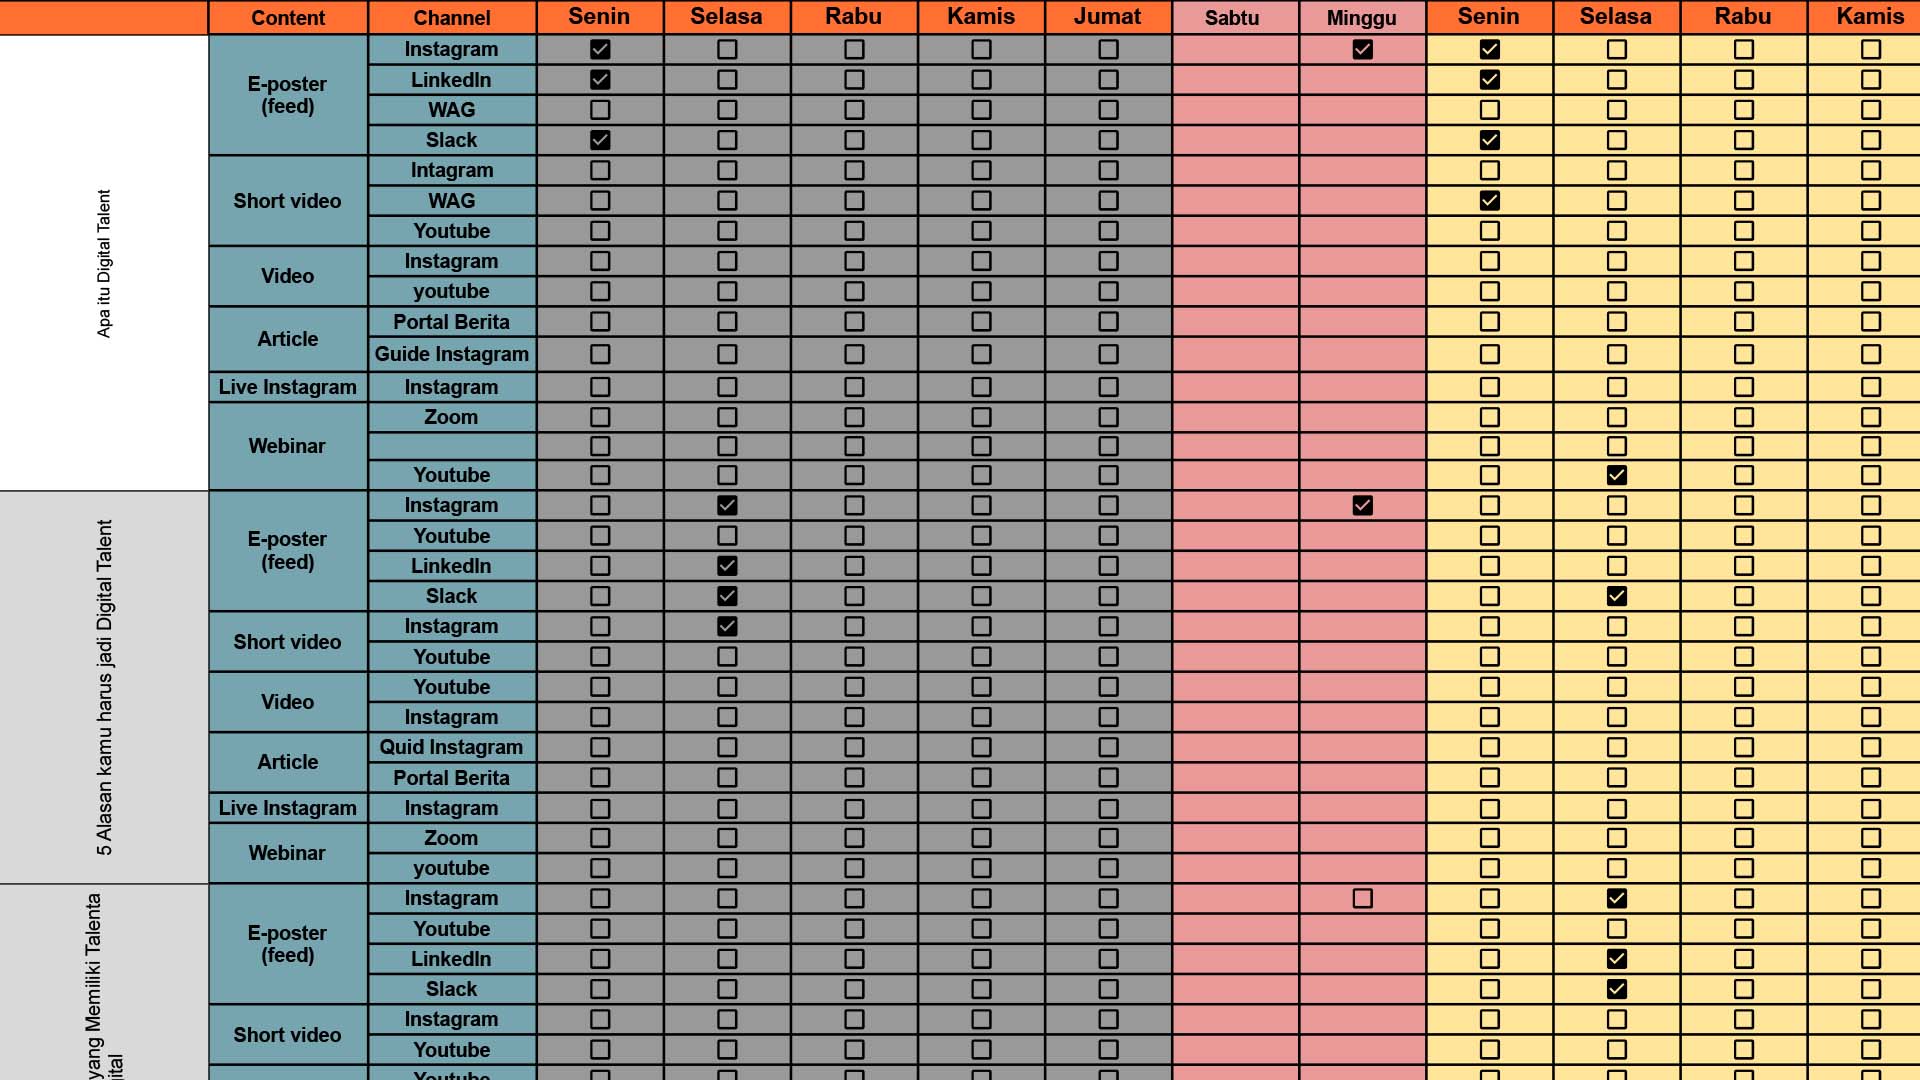 Content Channel Senin Selasa Rabu Kamis Jumat Sabtu Minggu Senin Selasa Rabu Kamis
Apa itu Digital Talent
E-poster
(feed)
Instagram
LinkedIn
WAG
Slack
Short video
Intagram
WAG
Youtube
Video
Instagram
youtube
Article
Portal Berita
Guide Instagram
Live Instagram
Instagram
Webinar
Zoom
Youtube
5 Alasan kamu harus jadi Digital Talent
E-poster
(feed)
Instagram
Youtube
LinkedIn
Slack
Short video
Instagram
Youtube
Video
Youtube
Instagram
Article
Quid Instagram
Portal Berita
Live Instagram
Instagram
Webinar
Zoom
youtube
yang Memiliki Talenta
E-poster
(feed)
Instagram
Youtube
LinkedIn
Slack
Short video
Instagram
Youtube
Youtube